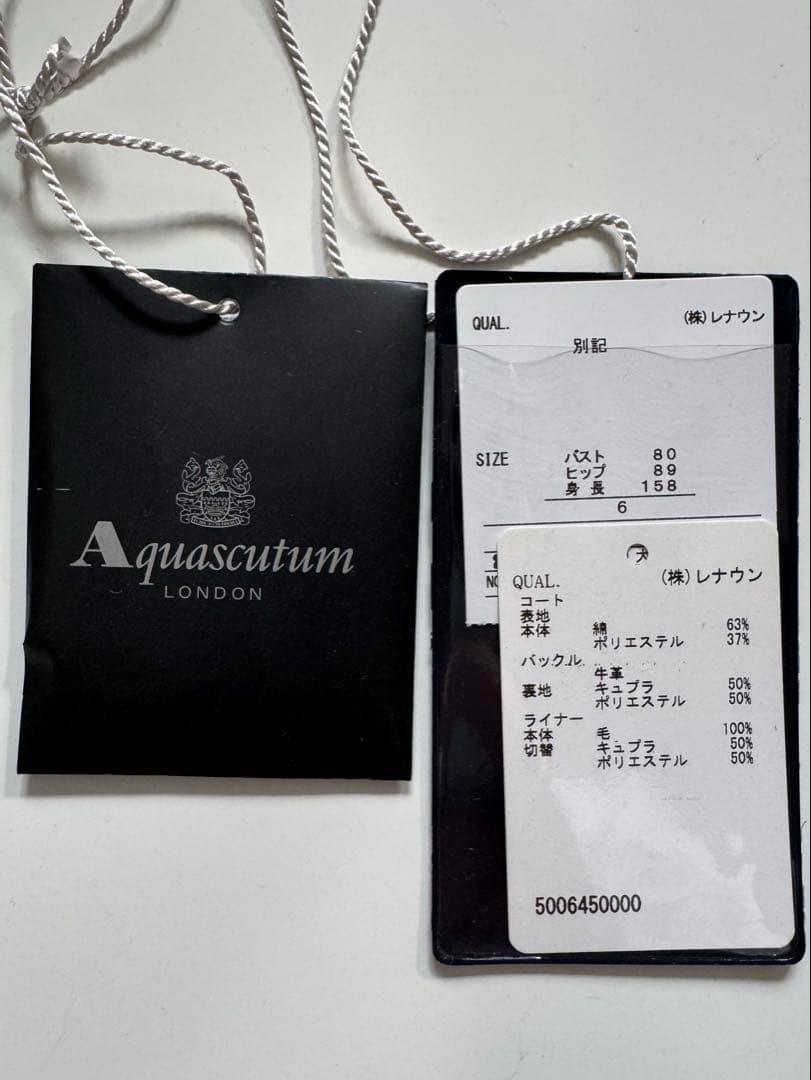 Aquascutum
LONDON
QUAL. (株)レナウン
別記
SIZE バスト 80
ヒップ 89
身長 158
6
QUAL. (株)レナウン
コート
表地
本体 綿 63%
ポリエステル 37%
バックル
牛革
裏地 キュプラ 50%
ポリエステル 50%
ライナー
本体 毛 100%
切替 キュプラ 50%
ポリエステル 50%
5006450000